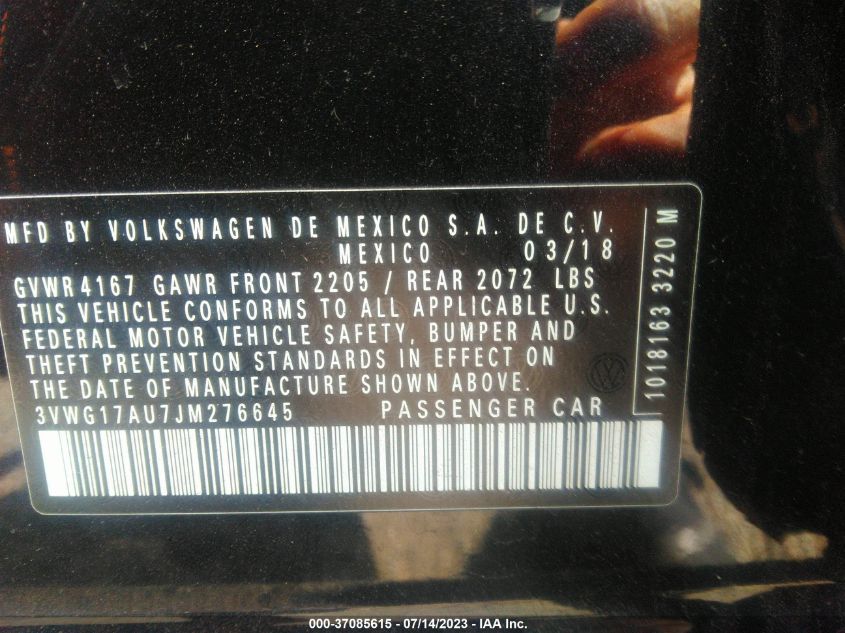 MFD BY VOLKSWAGEN DE MEXICO S.A. DE C.V.
MEXICO 03/18
GVWR 4167 GAWR FRONT 2205 / REAR 2072 LBS
THIS VEHICLE CONFORMS TO ALL APPLICABLE U.S.
FEDERAL MOTOR VEHICLE SAFETY, BUMPER AND
THEFT PREVENTION STANDARDS IN EFFECT ON
THE DATE OF MANUFACTURE SHOWN ABOVE.
3VWG17AU7JM276645 PASSENGER CAR
1018163 3220 M
000-37085615 - 07/14/2023 - IAA Inc.